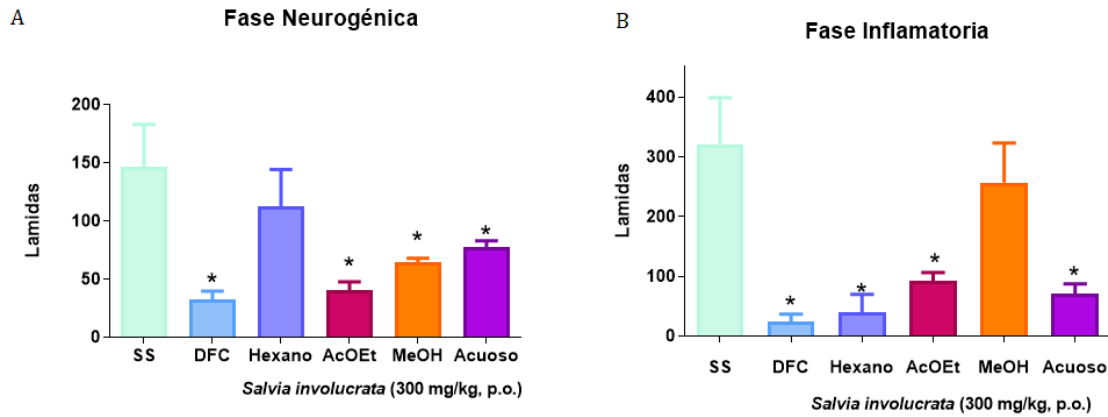 A
Fase Neurogénica
Lamidas
200
150
100
50
0
*
*
*
*
SS DFC Hexano AcOEt MeOH Acuoso
Salvia involucrata (300 mg/kg, p.o.)
B
Fase Inflamatoria
Lamidas
400
300
200
100
0
*
*
*
*
SS DFC Hexano AcOEt MeOH Acuoso
Salvia involucrata (300 mg/kg, p.o.)